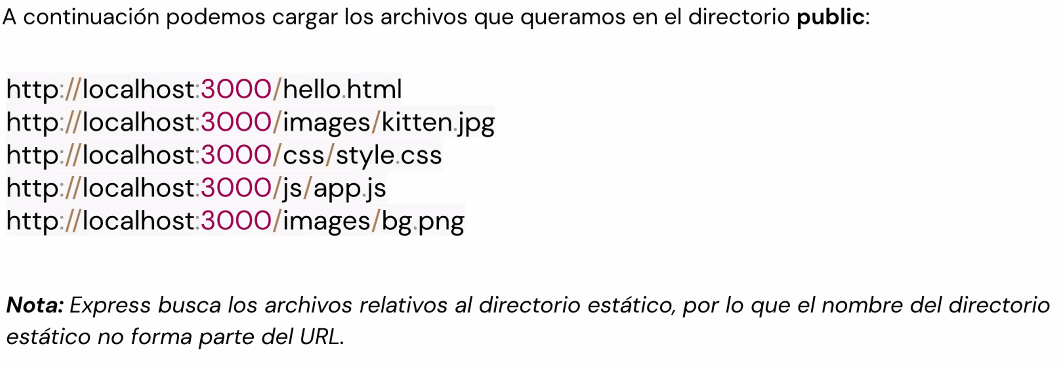 A continuación podemos cargar los archivos que queramos en el directorio public:
http://localhost:3000/hello.html
http://localhost:3000/images/kitten.jpg
http://localhost:3000/css/style.css
http://localhost:3000/js/app.js
http://localhost:3000/images/bg.png
Nota: Express busca los archivos relativos al directorio estático, por lo que el nombre del directorio
estático no forma parte del URL.